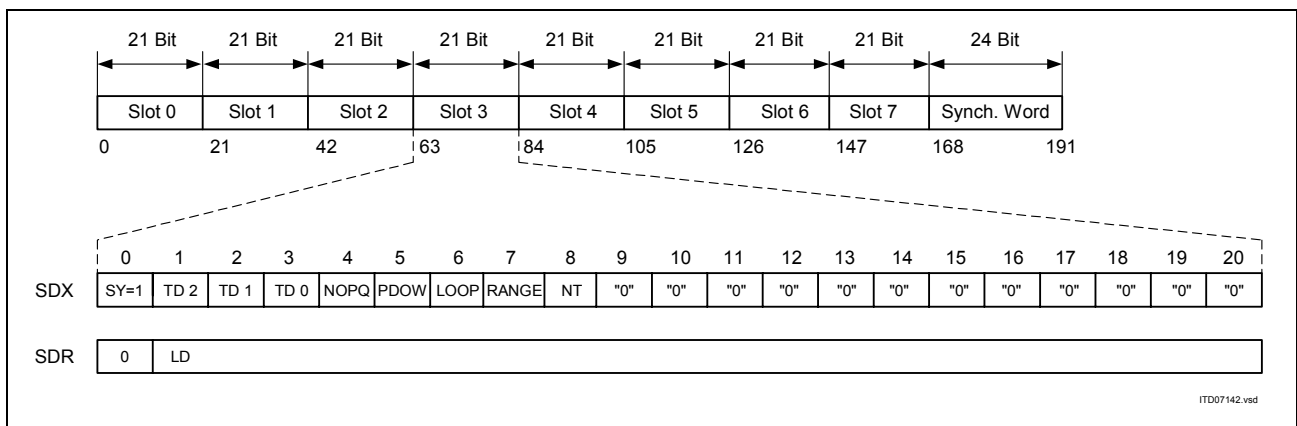 21 Bit 21 Bit 21 Bit 21 Bit 21 Bit 21 Bit 21 Bit 21 Bit 24 Bit
Slot 0 Slot 1 Slot 2 Slot 3 Slot 4 Slot 5 Slot 6 Slot 7 Synch. Word
0 21 42 63 84 105 126 147 168 191
0 1 2 3 4 5 6 7 8 9 10 11 12 13 14 15 16 17 18 19 20
SDX SY=1 TD 2 TD 1 TD 0 NOPQ PDOW LOOP RANGE NT "0" "0" "0" "0" "0" "0" "0" "0" "0" "0" "0" "0"
SDR 0 LD
ITD07142.vsd